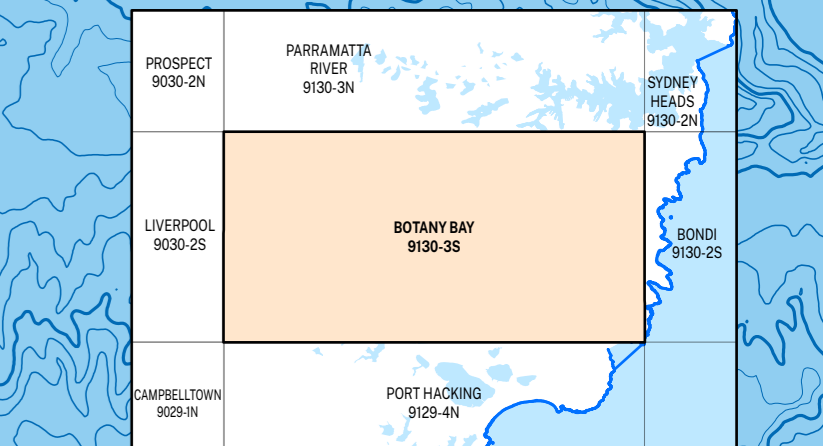 PROSPECT
9030-2N
PARRAMATTA
RIVER
9130-3N
SYDNEY
HEADS
9130-2N
LIVERPOOL
9030-2S
BOTANY BAY
9130-3S
BONDI
9130-2S
CAMPBELLTOWN
9029-1N
PORT HACKING
9129-4N